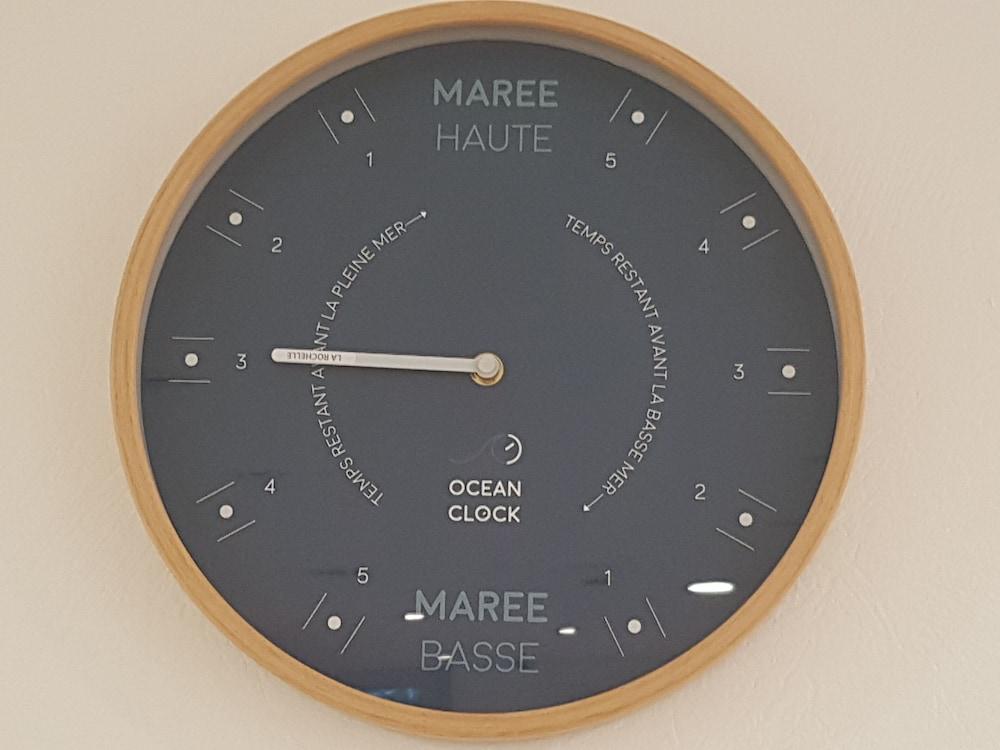 MAREE
HAUTE
1
5
2
4
TEMPS RESTANT AVANT LA PLEINE MER
TEMPS RESTANT AVANT LA BASSE MER
3
LA ROCHELLE
3
4
2
OCEAN
CLOCK
5
1
MAREE
BASSE